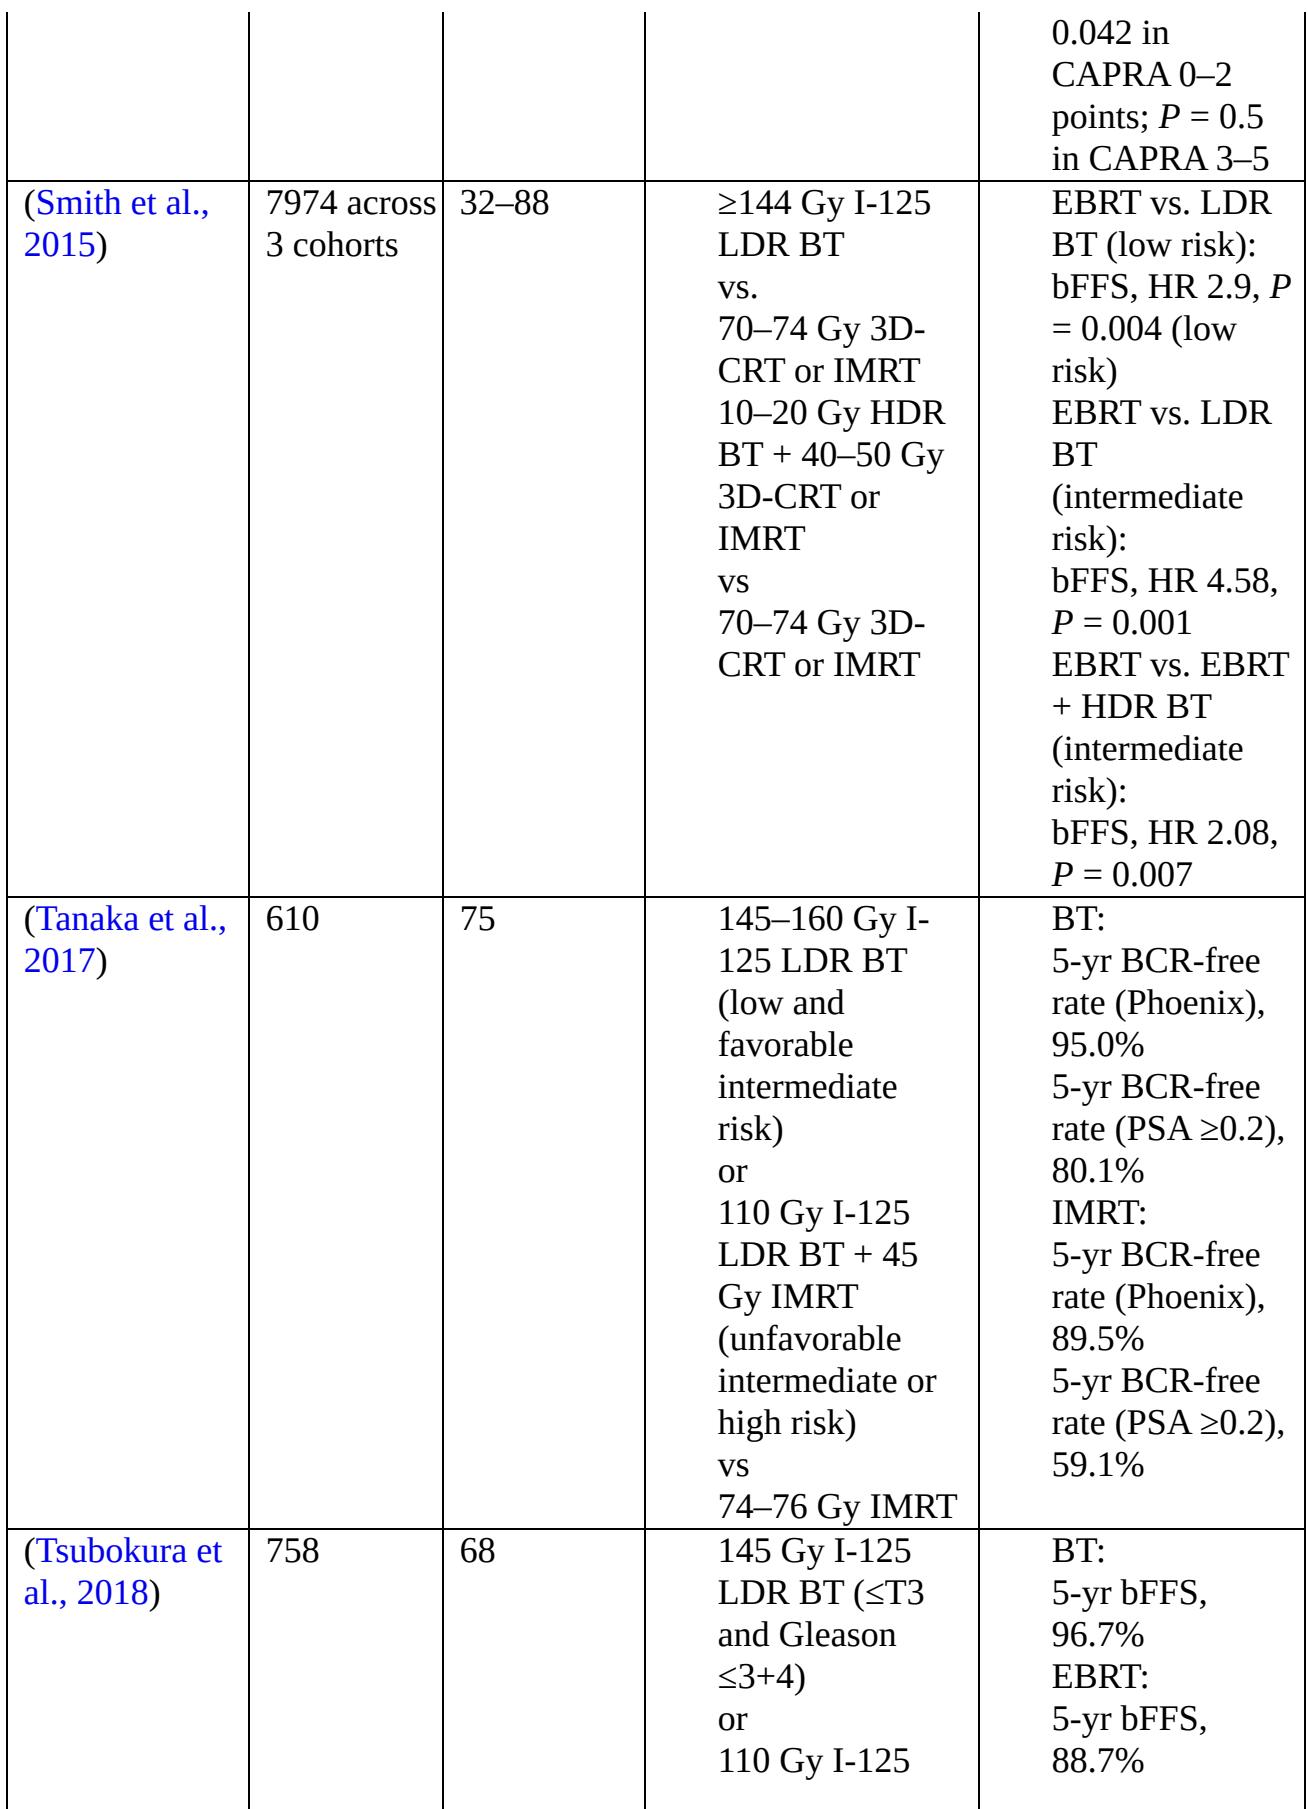 0.042 in
CAPRA 0–2
points; P = 0.5
in CAPRA 3–5
(Smith et al.,
2015)
7974 across
3 cohorts
32–88
≥144 Gy I-125
LDR BT
vs.
70–74 Gy 3D-
CRT or IMRT
10–20 Gy HDR
BT + 40–50 Gy
3D-CRT or
IMRT
vs
70–74 Gy 3D-
CRT or IMRT
EBRT vs. LDR
BT (low risk):
bFFS, HR 2.9, P
= 0.004 (low
risk)
EBRT vs. LDR
BT
(intermediate
risk):
bFFS, HR 4.58,
P = 0.001
EBRT vs. EBRT
+ HDR BT
(intermediate
risk):
bFFS, HR 2.08,
P = 0.007
(Tanaka et al.,
2017)
610
75
145–160 Gy I-
125 LDR BT
(low and
favorable
intermediate
risk)
or
110 Gy I-125
LDR BT + 45
Gy IMRT
(unfavorable
intermediate or
high risk)
vs
74–76 Gy IMRT
BT:
5-yr BCR-free
rate (Phoenix),
95.0%
5-yr BCR-free
rate (PSA ≥0.2),
80.1%
IMRT:
5-yr BCR-free
rate (Phoenix),
89.5%
5-yr BCR-free
rate (PSA ≥0.2),
59.1%
(Tsubokura et
al., 2018)
758
68
145 Gy I-125
LDR BT (≤T3
and Gleason
≤3+4)
or
110 Gy I-125
BT:
5-yr bFFS,
96.7%
EBRT:
5-yr bFFS,
88.7%